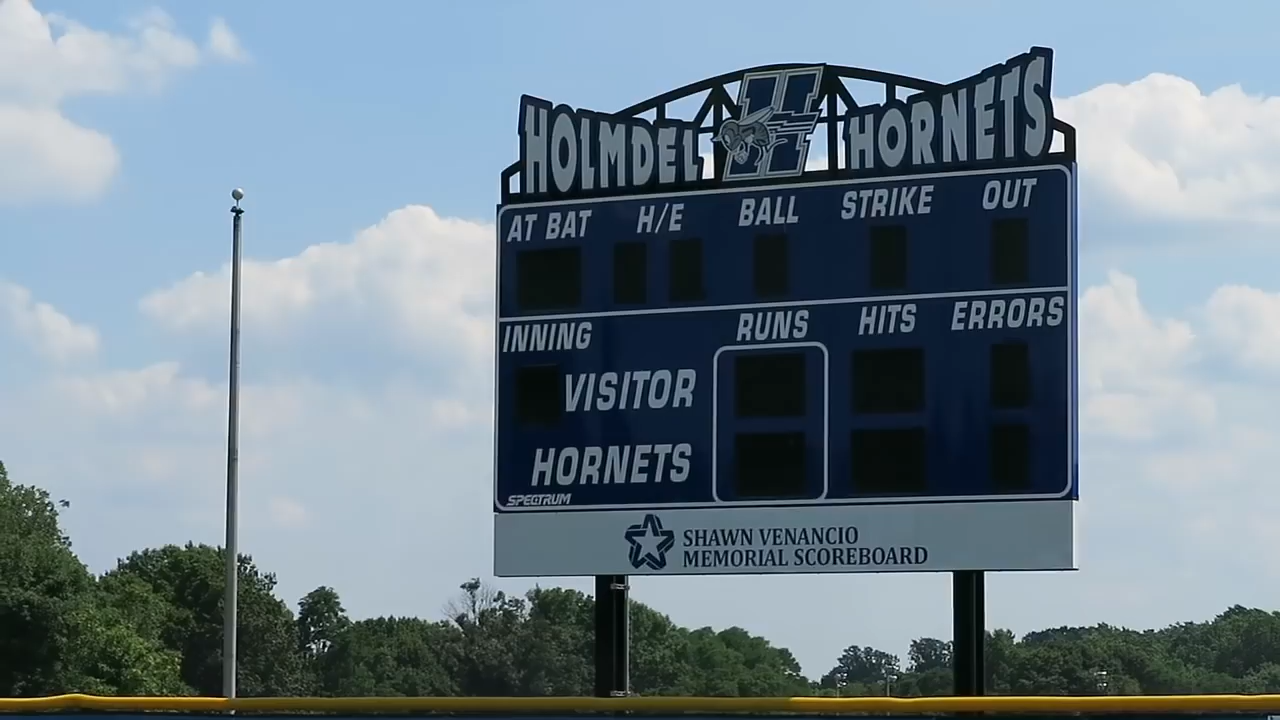 HOLMDEL H HORNETS
AT BAT H/E BALL STRIKE OUT
INNING RUNS HITS ERRORS
VISITOR
HORNETS
SPECTRUM
SHAWN VENANCIO
MEMORIAL SCOREBOARD